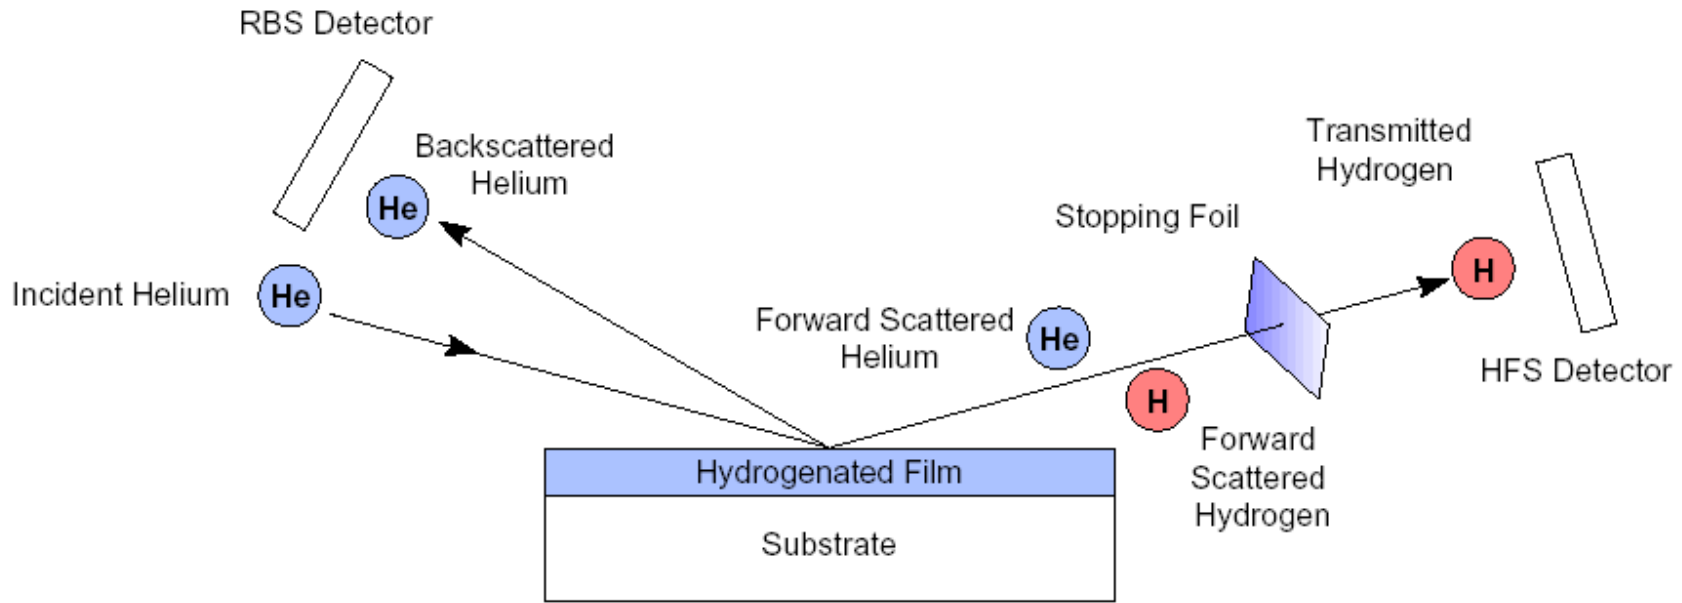 RBS Detector
Backscattered
Helium
He
Incident Helium
He
Transmitted
Hydrogen
Stopping Foil
H
Forward Scattered
Helium
He
HFS Detector
H
Forward
Scattered
Hydrogen
Hydrogenated Film
Substrate